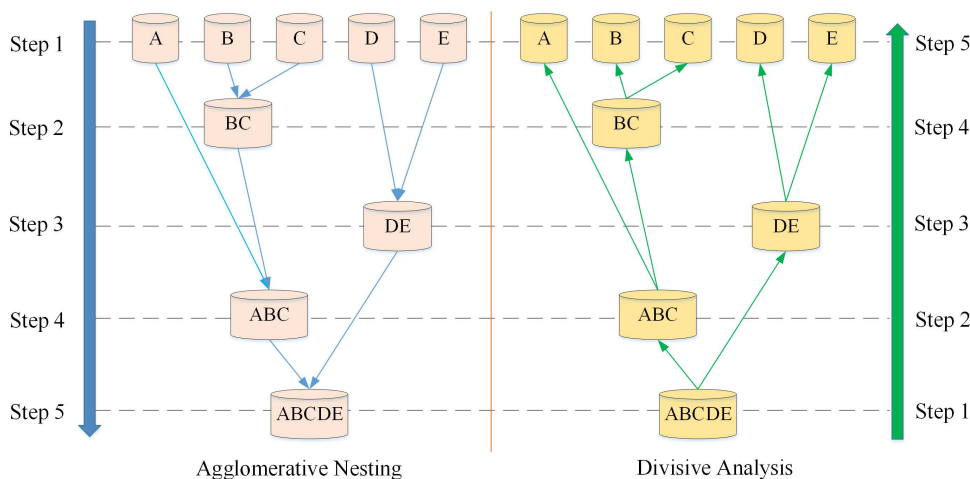 Step 1 A B C D E A B C D E Step 5
Step 2 BC BC Step 4
Step 3 DE DE Step 3
Step 4 ABC ABC Step 2
Step 5 ABCDE ABCDE Step 1
Agglomerative Nesting Divisive Analysis